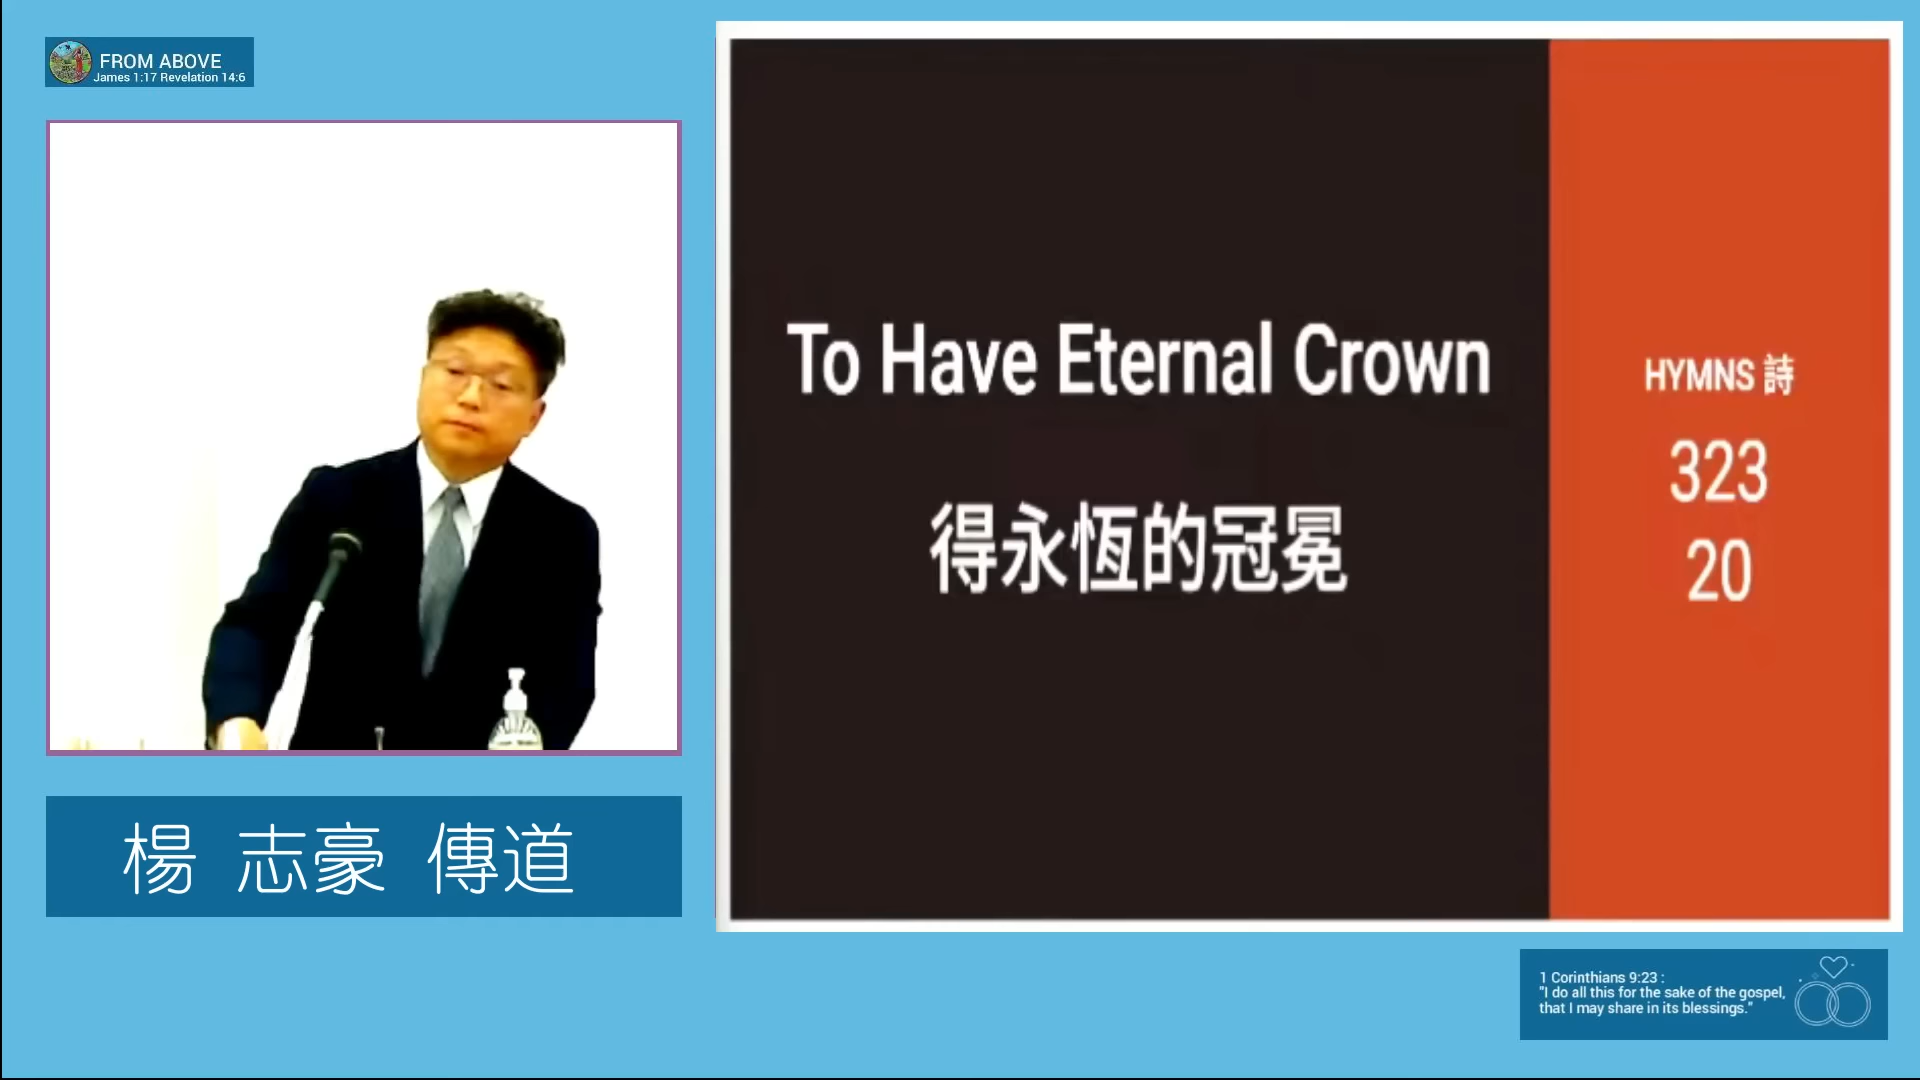 FROM ABOVE
James 1:17 Revelation 14:6
To Have Eternal Crown
得永恆的冠冕
HYMNS 詩
323
20
楊 志豪 傳道
1 Corinthians 9:23 :
"I do all this for the sake of the gospel,
that I may share in its blessings."